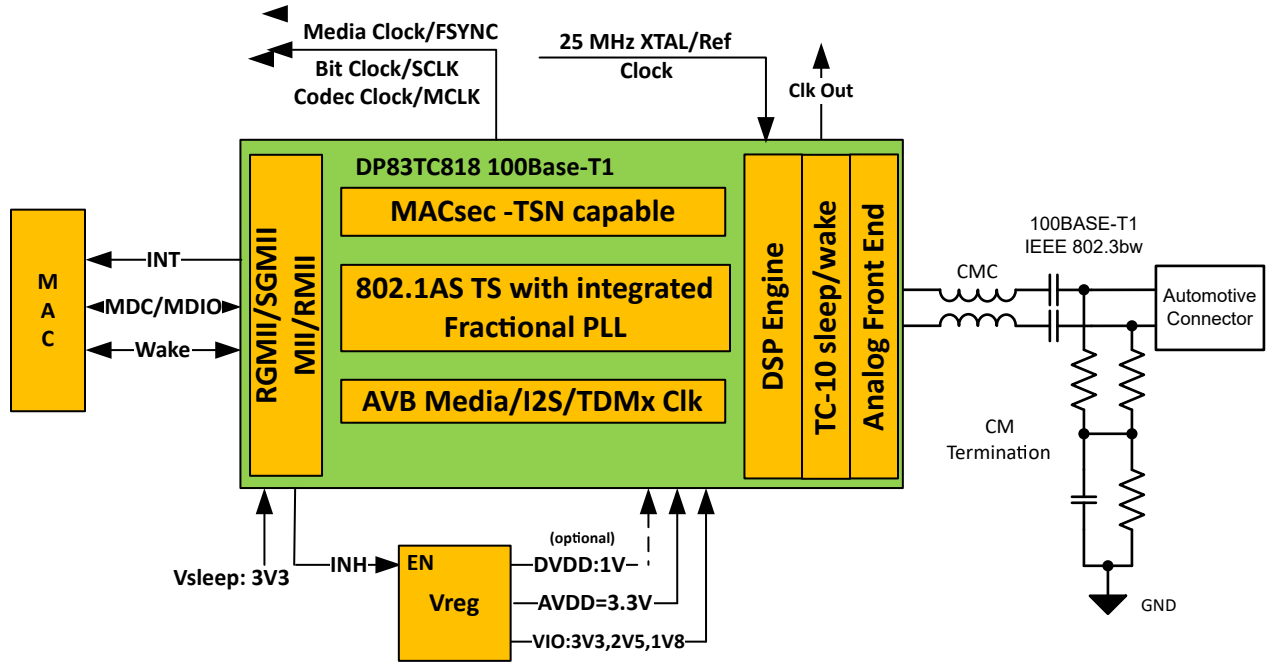 Media Clock/FSYNC
Bit Clock/SCLK
Codec Clock/MCLK
25 MHz XTAL/Ref
Clock
Clk Out
DP83TC818 100Base-T1
MACsec -TSN capable
802.1AS TS with integrated
Fractional PLL
AVB Media/I2S/TDMx Clk
RGMII/SGMII
MII/RMII
DSP Engine
TC-10 sleep/wake
Analog Front End
M
A
C
INT
MDC/MDIO
Wake
100BASE-T1
IEEE 802.3bw
CMC
Automotive
Connector
CM
Termination
GND
Vsleep: 3V3
INH
EN
Vreg
(optional)
DVDD:1V
AVDD=3.3V
VIO:3V3,2V5,1V8